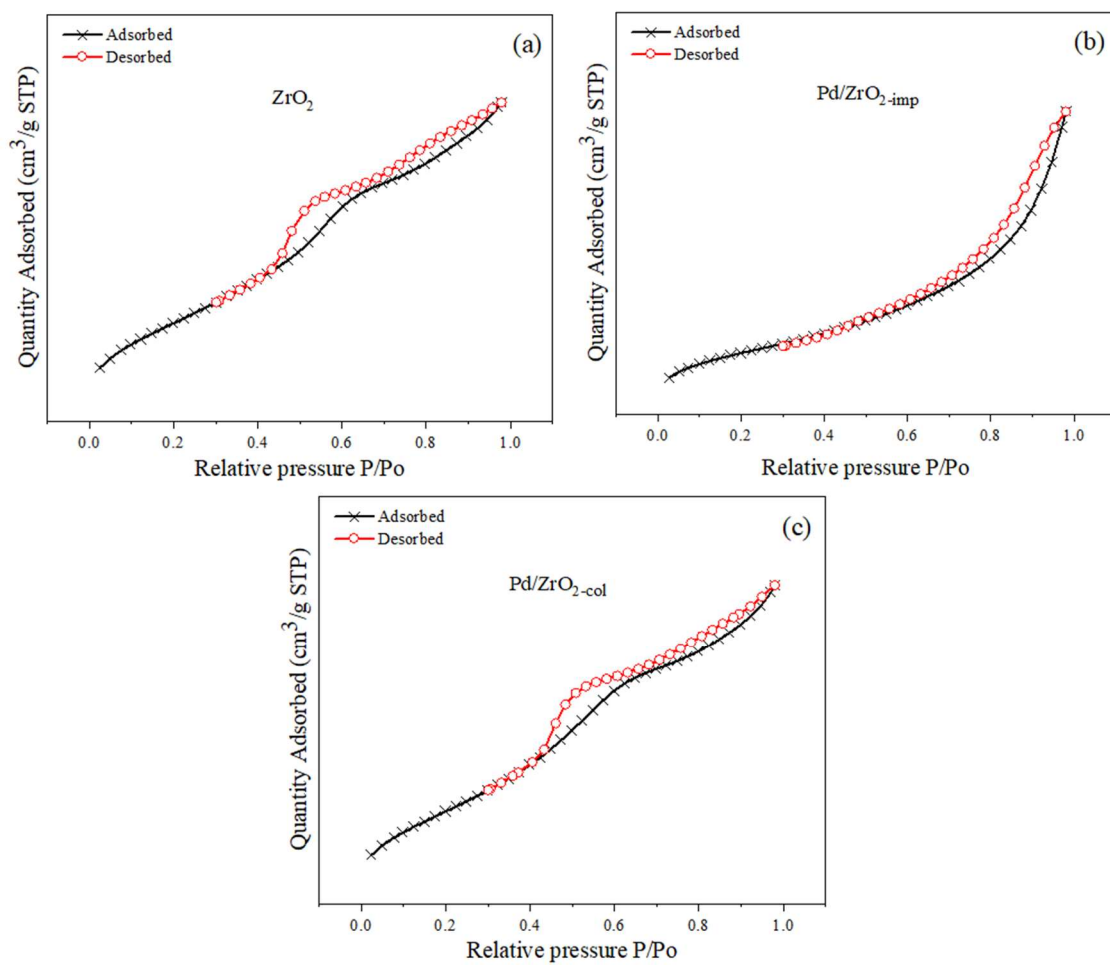 Adsorbed
Desorbed
(a)
ZrO2
Quantity Adsorbed (cm3/g STP)
0.0 0.2 0.4 0.6 0.8 1.0
Relative pressure P/Po
Adsorbed
Desorbed
(b)
Pd/ZrO2-imp
Quantity Adsorbed (cm3/g STP)
0.0 0.2 0.4 0.6 0.8 1.0
Relative pressure P/Po
Adsorbed
Desorbed
(c)
Pd/ZrO2-col
Quantity Adsorbed (cm3/g STP)
0.0 0.2 0.4 0.6 0.8 1.0
Relative pressure P/Po